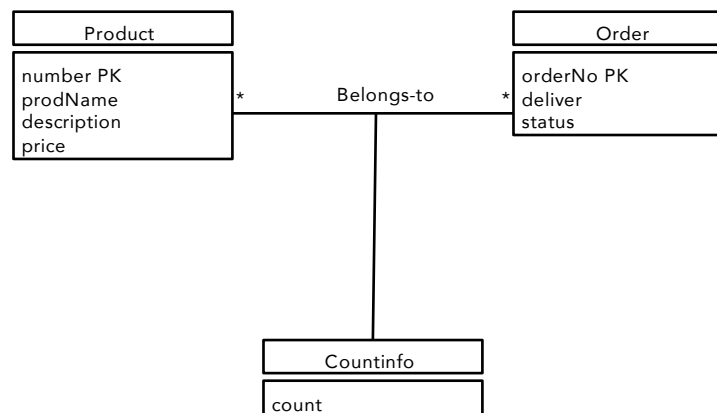 Product
number PK
prodName
description
price
*
Belongs-to
*
Order
orderNo PK
deliver
status
Countinfo
count